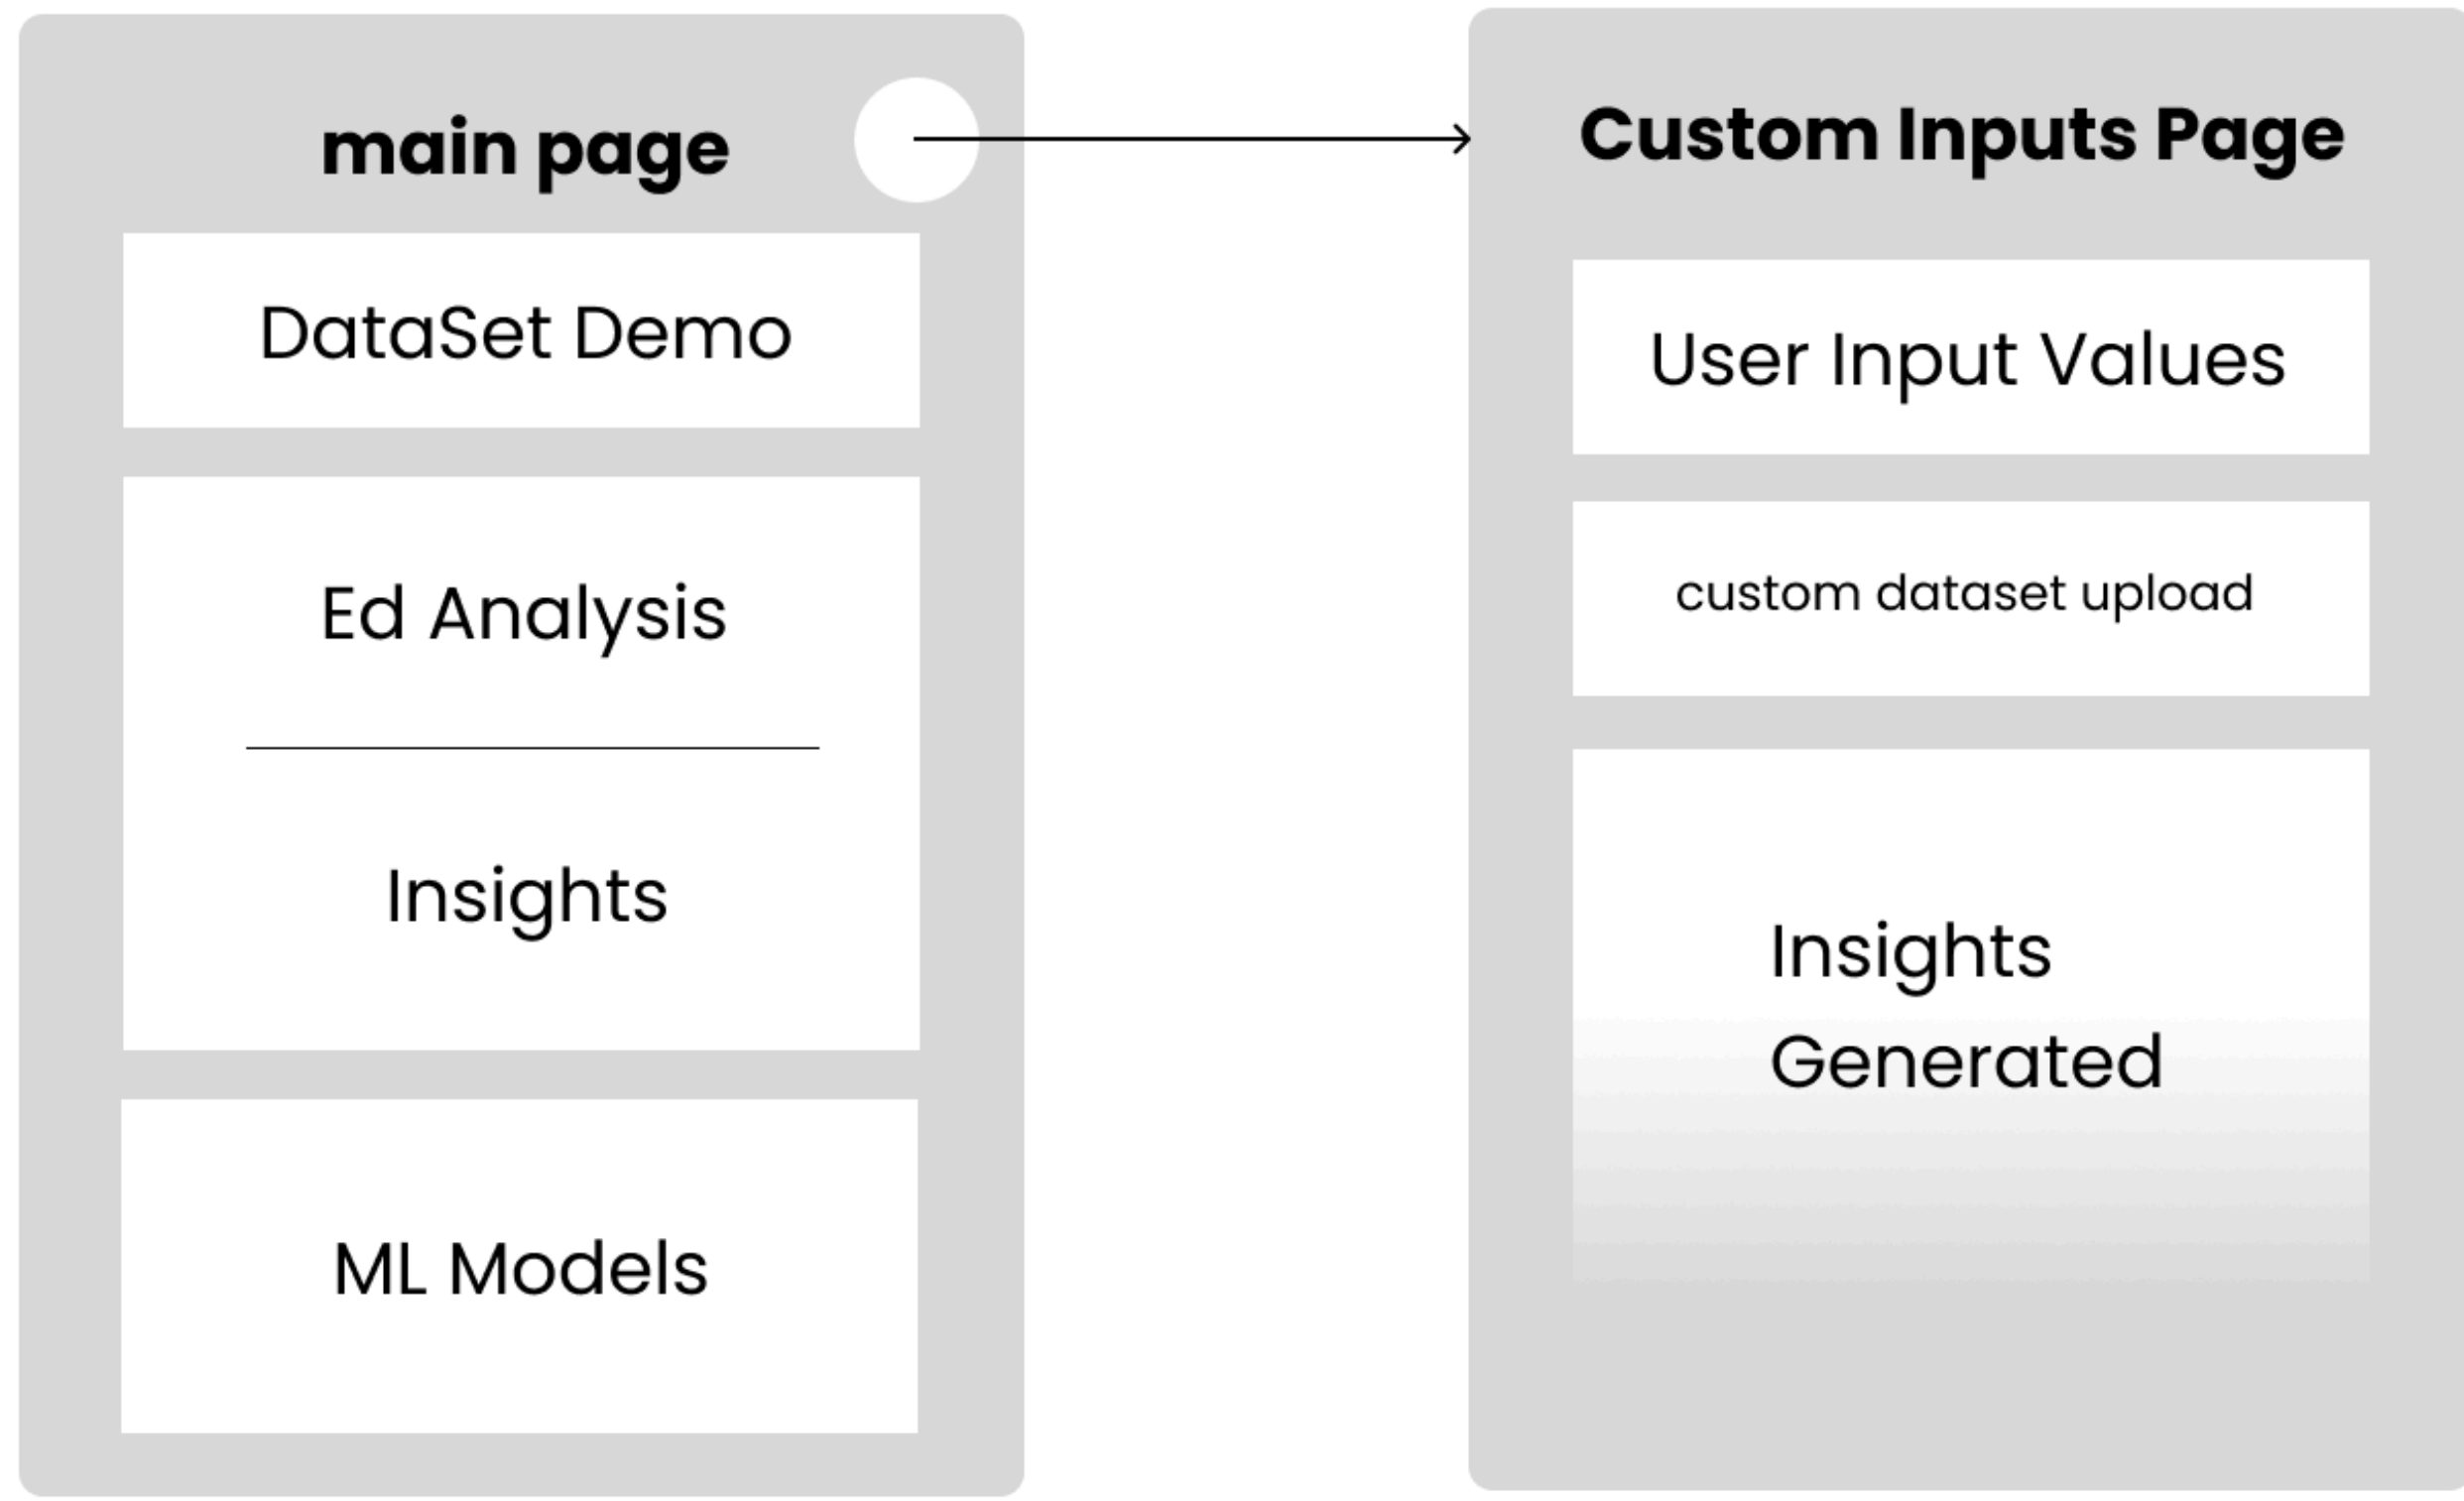 main page
DataSet Demo
Ed Analysis
Insights
ML Models
Custom Inputs Page
User Input Values
custom dataset upload
Insights
Generated